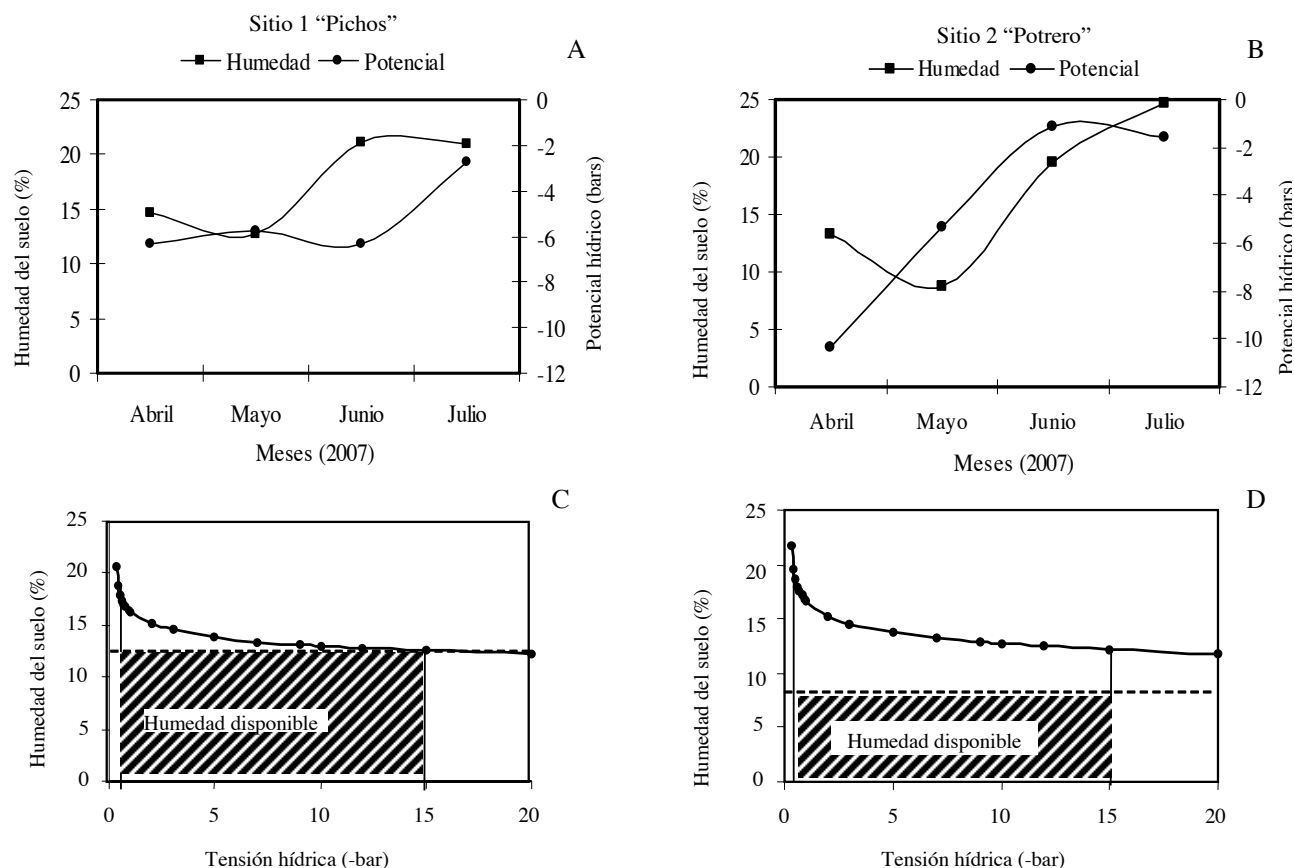 Sitio 1 “Pichos”
A
Humedad Potencial
25
20
15
10
5
0
Humedad del suelo (%)
0
-2
-4
-6
-8
-10
-12
Potencial hídrico (bars)
Abril Mayo Junio Julio
Meses (2007)
Sitio 2 “Potrero”
B
Humedad Potencial
25
20
15
10
5
0
Humedad del suelo (%)
0
-2
-4
-6
-8
-10
-12
Potencial hídrico (bars)
Abril Mayo Junio Julio
Meses (2007)
C
25
20
15
10
5
0
Humedad del suelo (%)
Humedad disponible
0 5 10 15 20
Tensión hídrica (-bar)
D
25
20
15
10
5
0
Humedad del suelo (%)
Humedad disponible
0 5 10 15 20
Tensión hídrica (-bar)